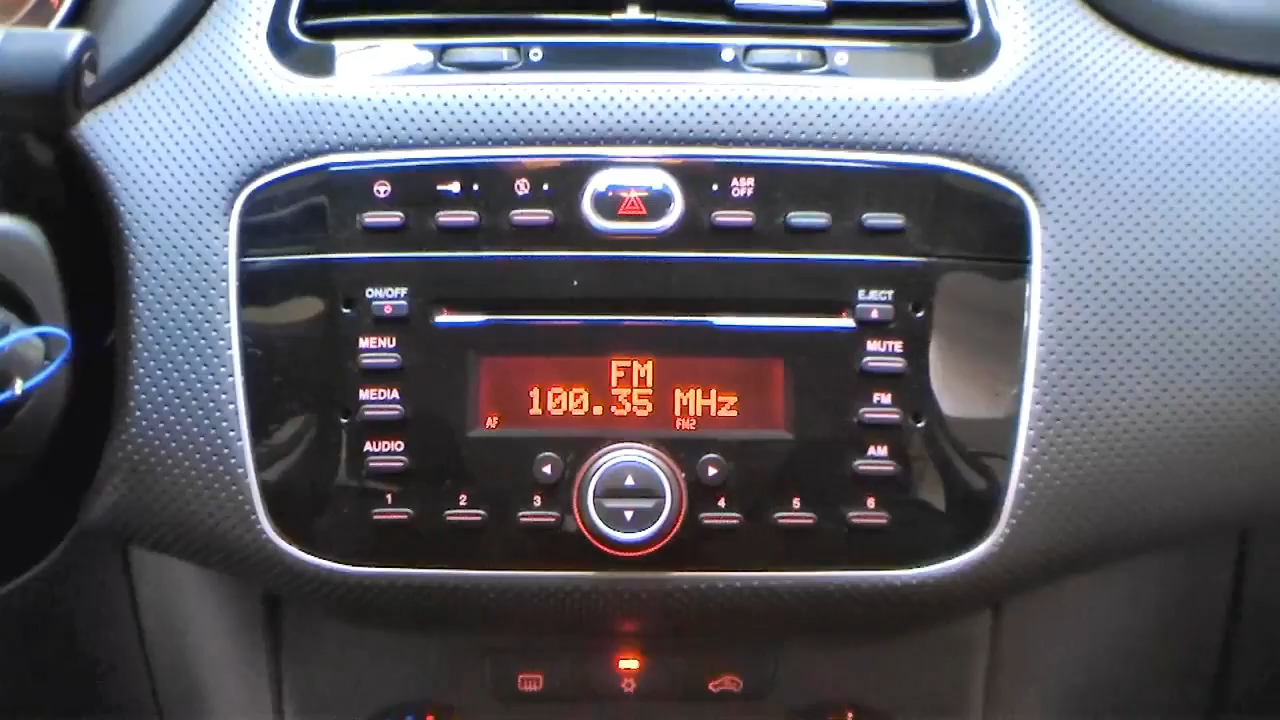 ASR
OFF
ON/OFF
EJECT
MENU
MUTE
FM
100.35 MHz
AF
FM2
MEDIA
FM
AUDIO
AM
1
2
3
4
5
6